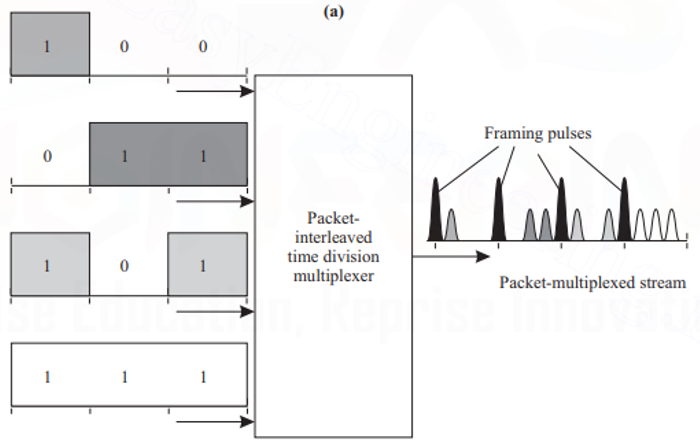 (a)
1 0 0
0 1 1
Framing pulses
Packet-
interleaved
time division
multiplexer
1 0 1
Packet-multiplexed stream
1 1 1